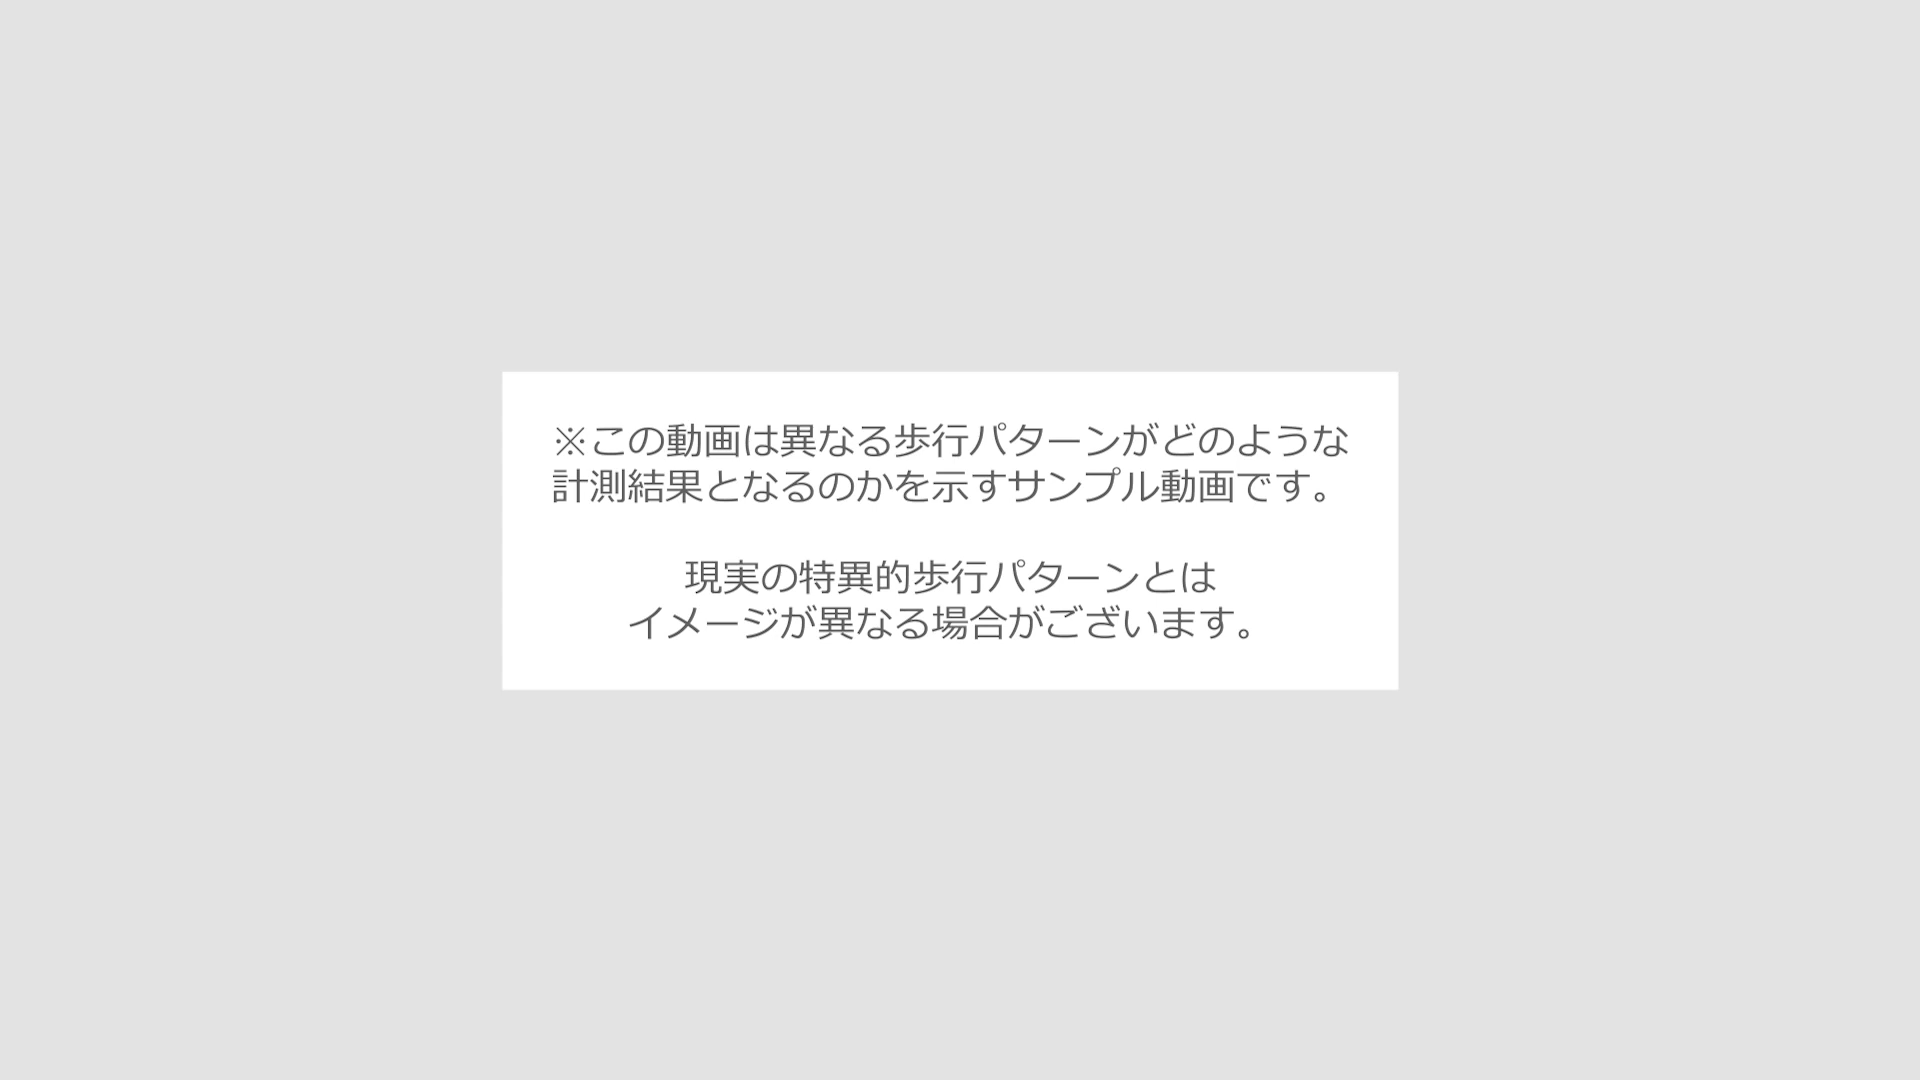 ※この動画は異なる歩行パターンがどのような
計測結果となるのかを示すサンプル動画です。
現実の特異的歩行パターンとは
イメージが異なる場合がございます。